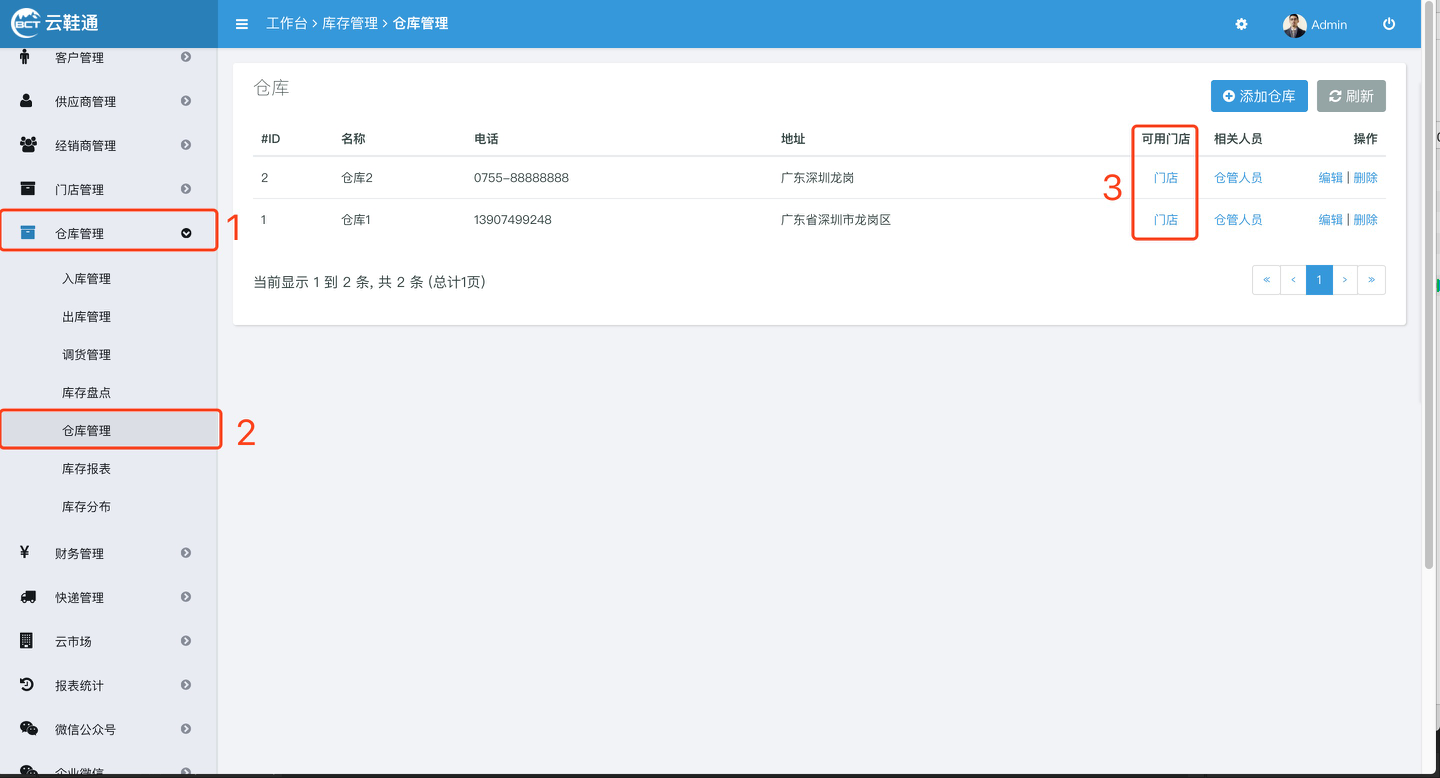 BCT 云鞋通
工作台 > 库存管理 > 仓库管理
Admin
客户管理
供应商管理
经销商管理
门店管理
仓库管理
1
入库管理
出库管理
调货管理
库存盘点
仓库管理
2
库存报表
库存分布
¥ 财务管理
快递管理
云市场
报表统计
微信公众号
企业微信
仓库
添加仓库 刷新
#ID 名称 电话 地址 可用门店 相关人员 操作
2 仓库2 0755-88888888 广东深圳龙岗 门店 仓管人员 编辑 | 删除
3
1 仓库1 13907499248 广东省深圳市龙岗区 门店 仓管人员 编辑 | 删除
当前显示 1 到 2 条, 共 2 条 (总计1页)
« ‹ 1 › »